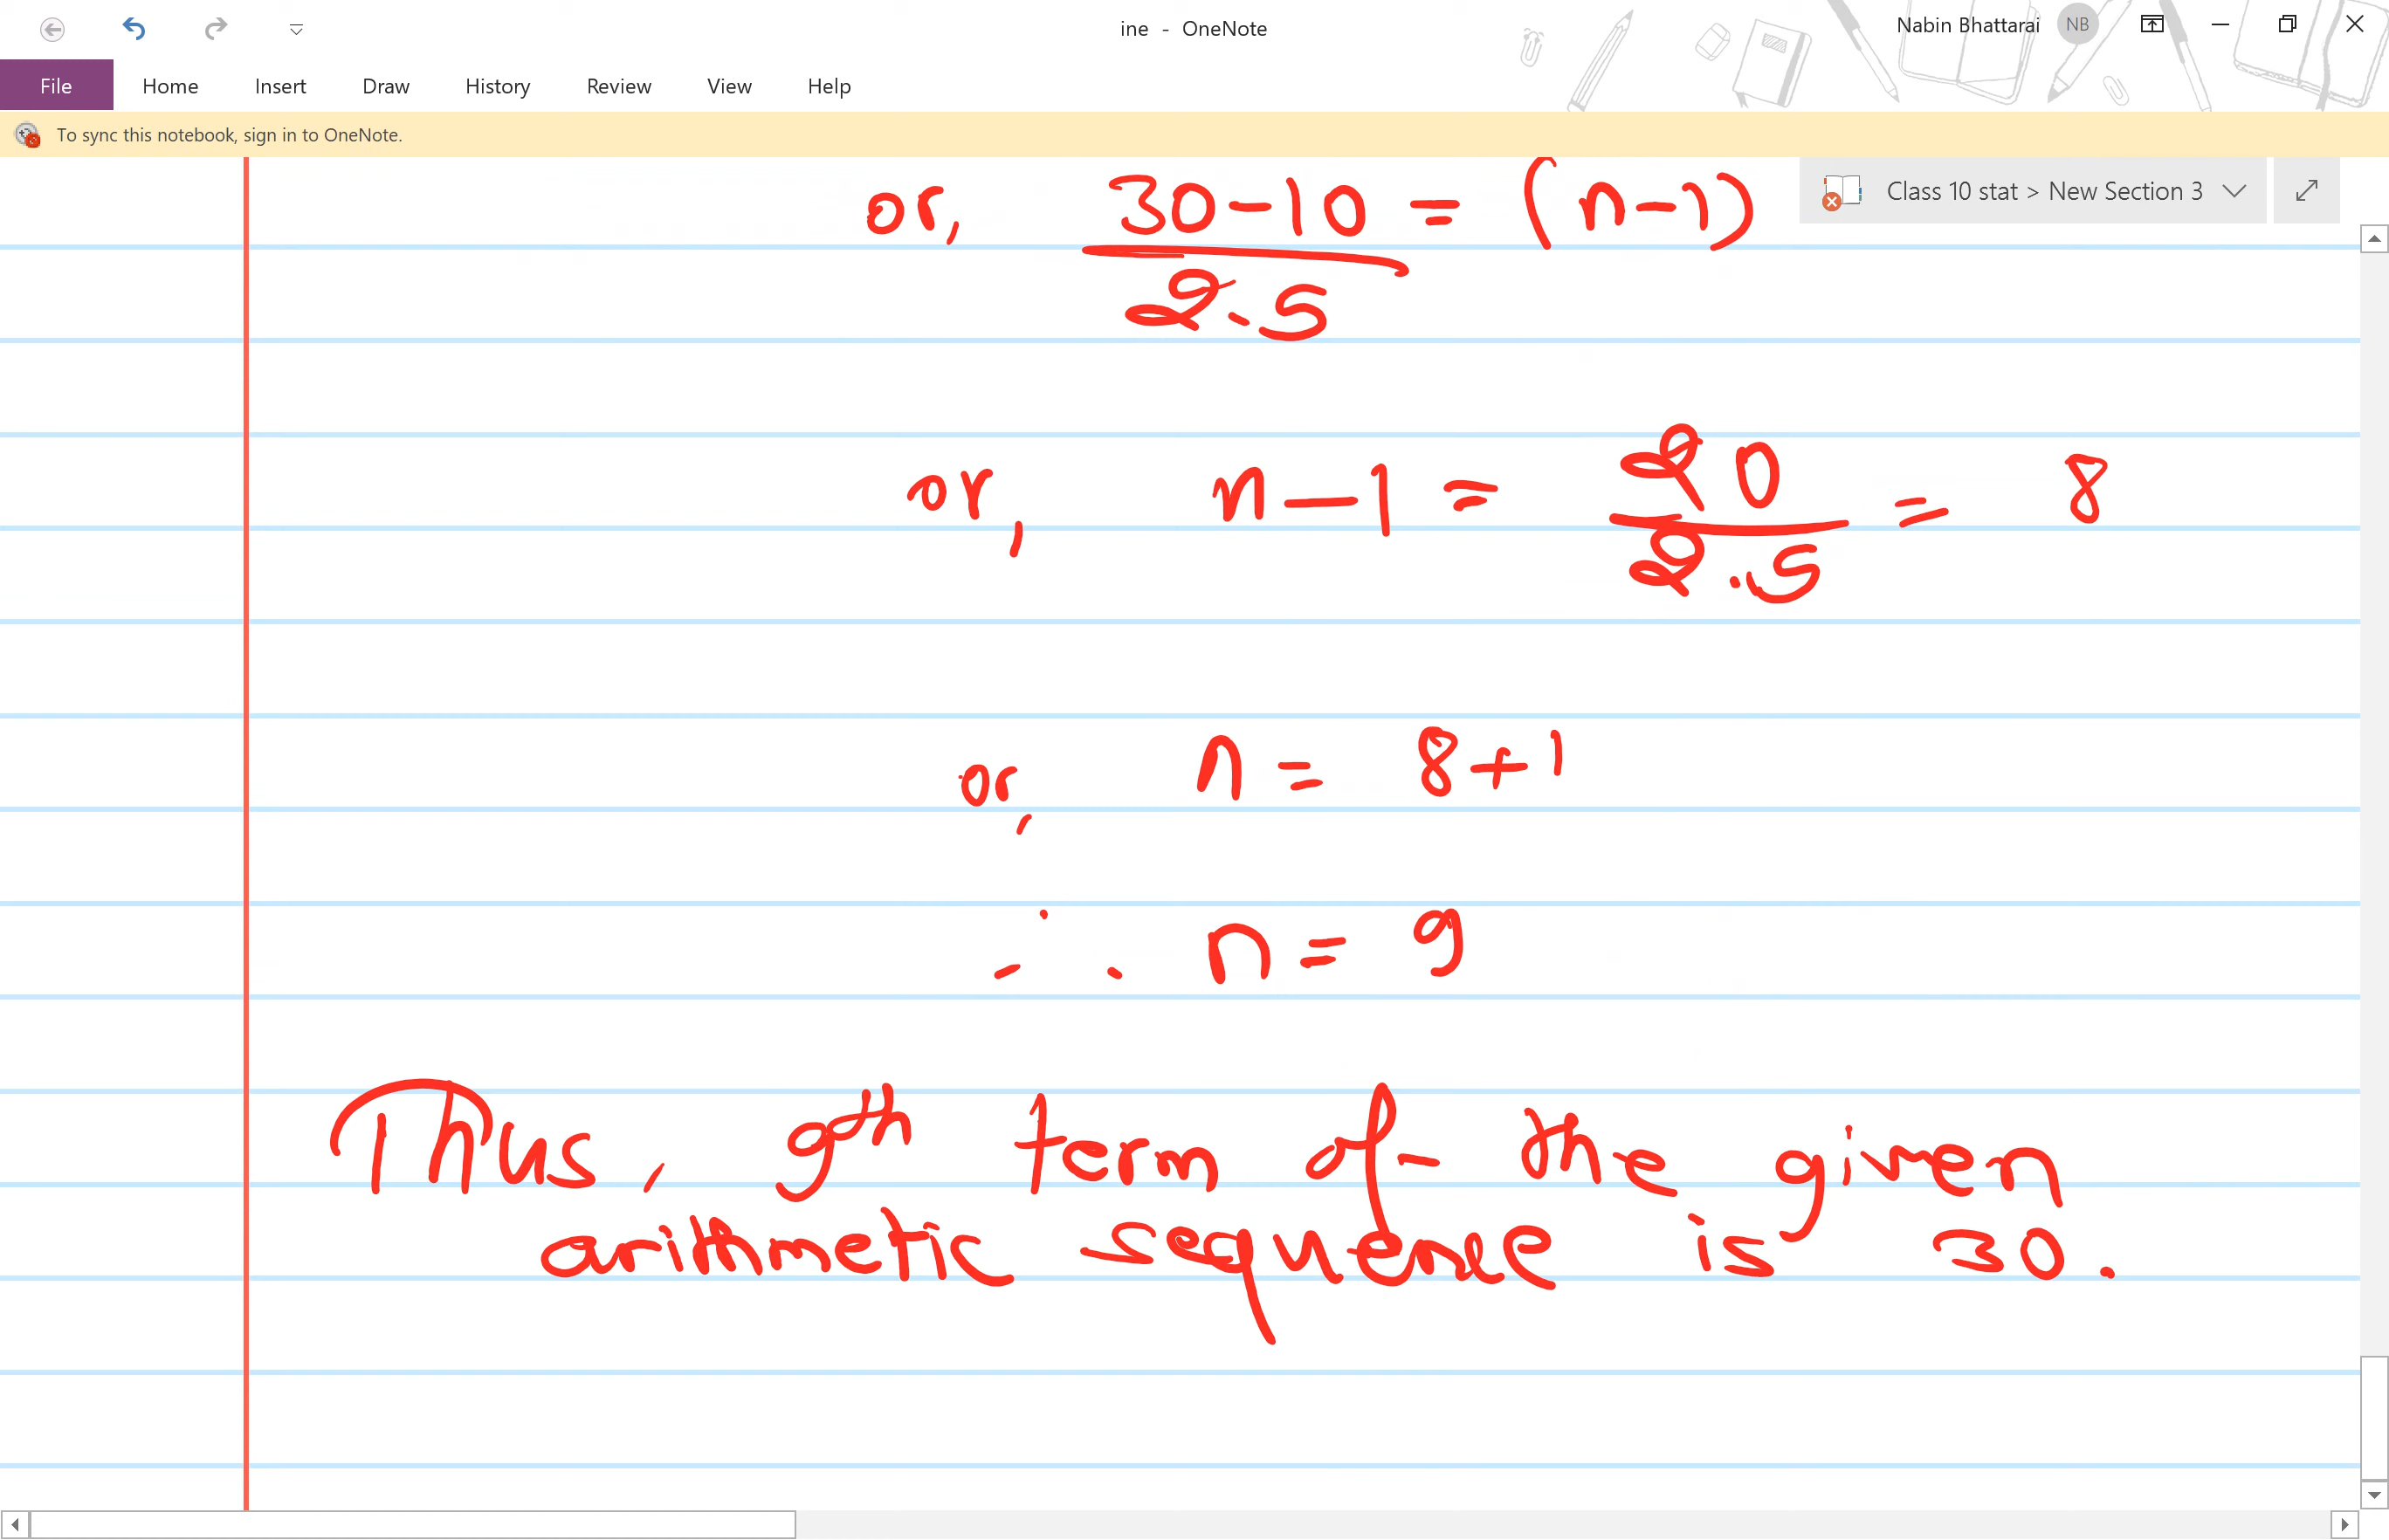 ine - OneNote
Nabin Bhattarai NB
File Home Insert Draw History Review View Help
To sync this notebook, sign in to OneNote.
Class 10 stat > New Section 3
or, 30-10 = (n-1)
2.5
or, n-1 = 20 = 8
2.5
or, n = 8+1
∴ n = 9
Thus, 9th term of the given
arithmetic sequence is 30.